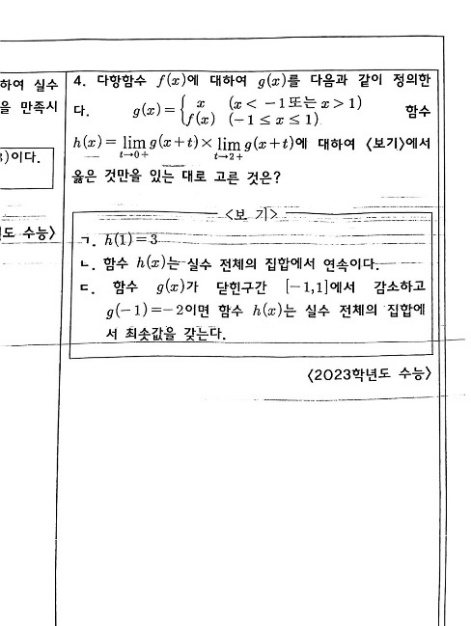 하여 실수
을 만족시
)이다.
도 수능>
4. 다항함수 f(x)에 대하여 g(x)를 다음과 같이 정의한
다. g(x)={ x (x< -1또는 x>1)
f(x) (-1≤x≤1) 함수
h(x)= lim g(x+t)× lim g(x+t)에 대하여 <보기>에서
t→0+ t→2+
옳은 것만을 있는 대로 고른 것은?
<보 기>
ㄱ. h(1)=3
ㄴ. 함수 h(x)는 실수 전체의 집합에서 연속이다.
ㄷ. 함수 g(x)가 닫힌구간 [-1,1]에서 감소하고
g(-1)=-2이면 함수 h(x)는 실수 전체의 집합에
서 최솟값을 갖는다.
<2023학년도 수능>